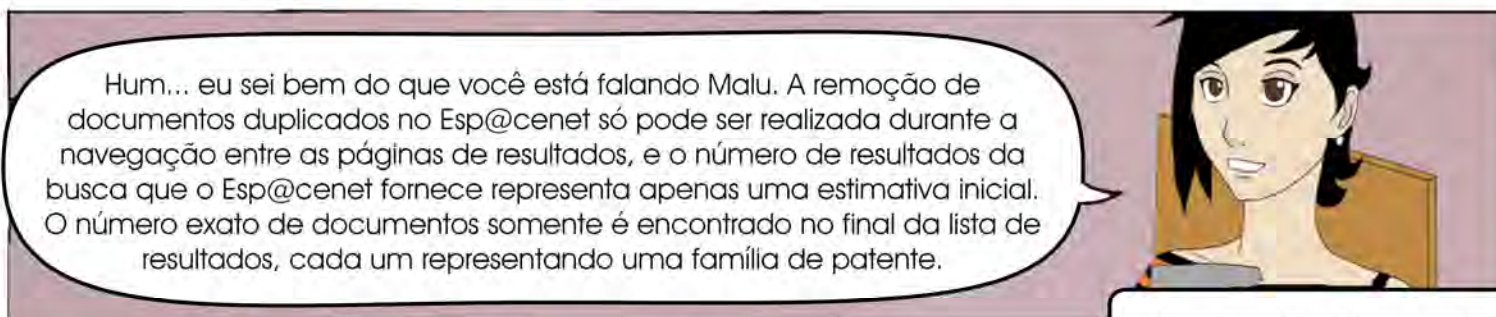 Hum... eu sei bem do que você está falando Malu. A remoção de
documentos duplicados no Esp@cenet só pode ser realizada durante a
navegação entre as páginas de resultados, e o número de resultados da
busca que o Esp@cenet fornece representa apenas uma estimativa inicial.
O número exato de documentos somente é encontrado no final da lista de
resultados, cada um representando uma família de patente.